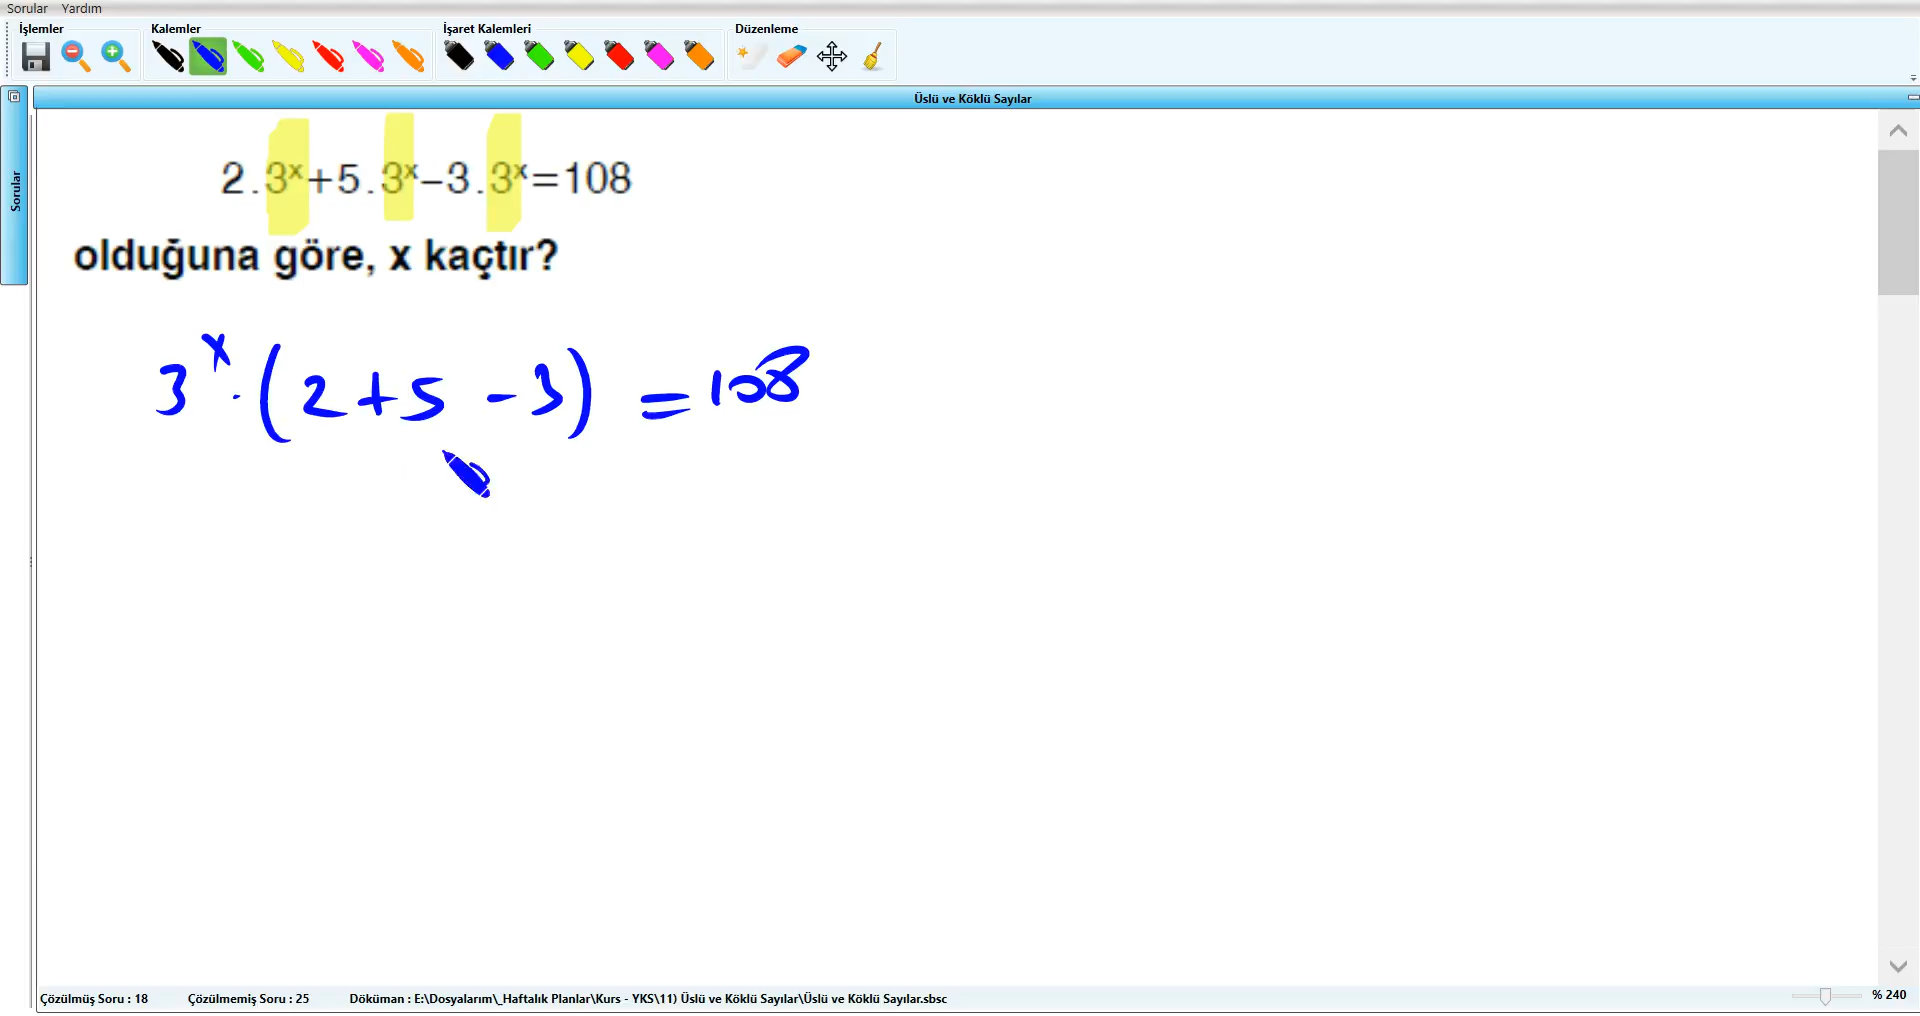 Sorular Yardım
İşlemler Kalemler İşaret Kalemleri Düzenleme
Üslü ve Köklü Sayılar
Sorular
2.3ˣ+5.3ˣ−3.3ˣ=108
olduğuna göre, x kaçtır?
3ˣ·(2+5-3) = 108
Çözülmüş Soru : 18 Çözülmemiş Soru : 25 Döküman : E:\Dosyalarım\_Haftalık Planlar\Kurs - YKS\11) Üslü ve Köklü Sayılar\Üslü ve Köklü Sayılar.sbsc % 240